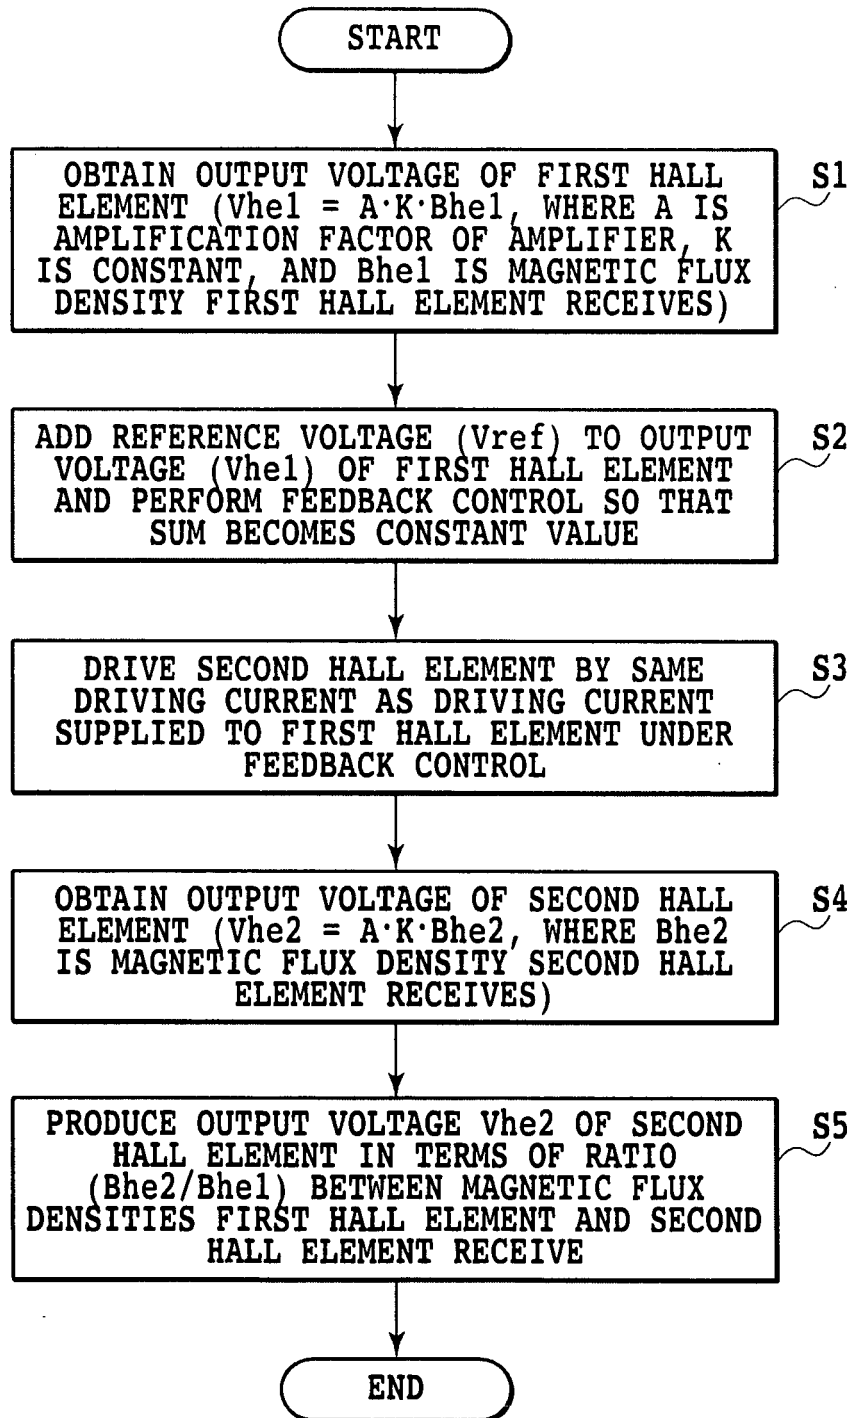 START
OBTAIN OUTPUT VOLTAGE OF FIRST HALL
ELEMENT (Vhe1 = A·K·Bhe1, WHERE A IS
AMPLIFICATION FACTOR OF AMPLIFIER, K
IS CONSTANT, AND Bhe1 IS MAGNETIC FLUX
DENSITY FIRST HALL ELEMENT RECEIVES)
S1
ADD REFERENCE VOLTAGE (Vref) TO OUTPUT
VOLTAGE (Vhe1) OF FIRST HALL ELEMENT
AND PERFORM FEEDBACK CONTROL SO THAT
SUM BECOMES CONSTANT VALUE
S2
DRIVE SECOND HALL ELEMENT BY SAME
DRIVING CURRENT AS DRIVING CURRENT
SUPPLIED TO FIRST HALL ELEMENT UNDER
FEEDBACK CONTROL
S3
OBTAIN OUTPUT VOLTAGE OF SECOND HALL
ELEMENT (Vhe2 = A·K·Bhe2, WHERE Bhe2
IS MAGNETIC FLUX DENSITY SECOND HALL
ELEMENT RECEIVES)
S4
PRODUCE OUTPUT VOLTAGE Vhe2 OF SECOND
HALL ELEMENT IN TERMS OF RATIO
(Bhe2/Bhe1) BETWEEN MAGNETIC FLUX
DENSITIES FIRST HALL ELEMENT AND SECOND
HALL ELEMENT RECEIVE
S5
END